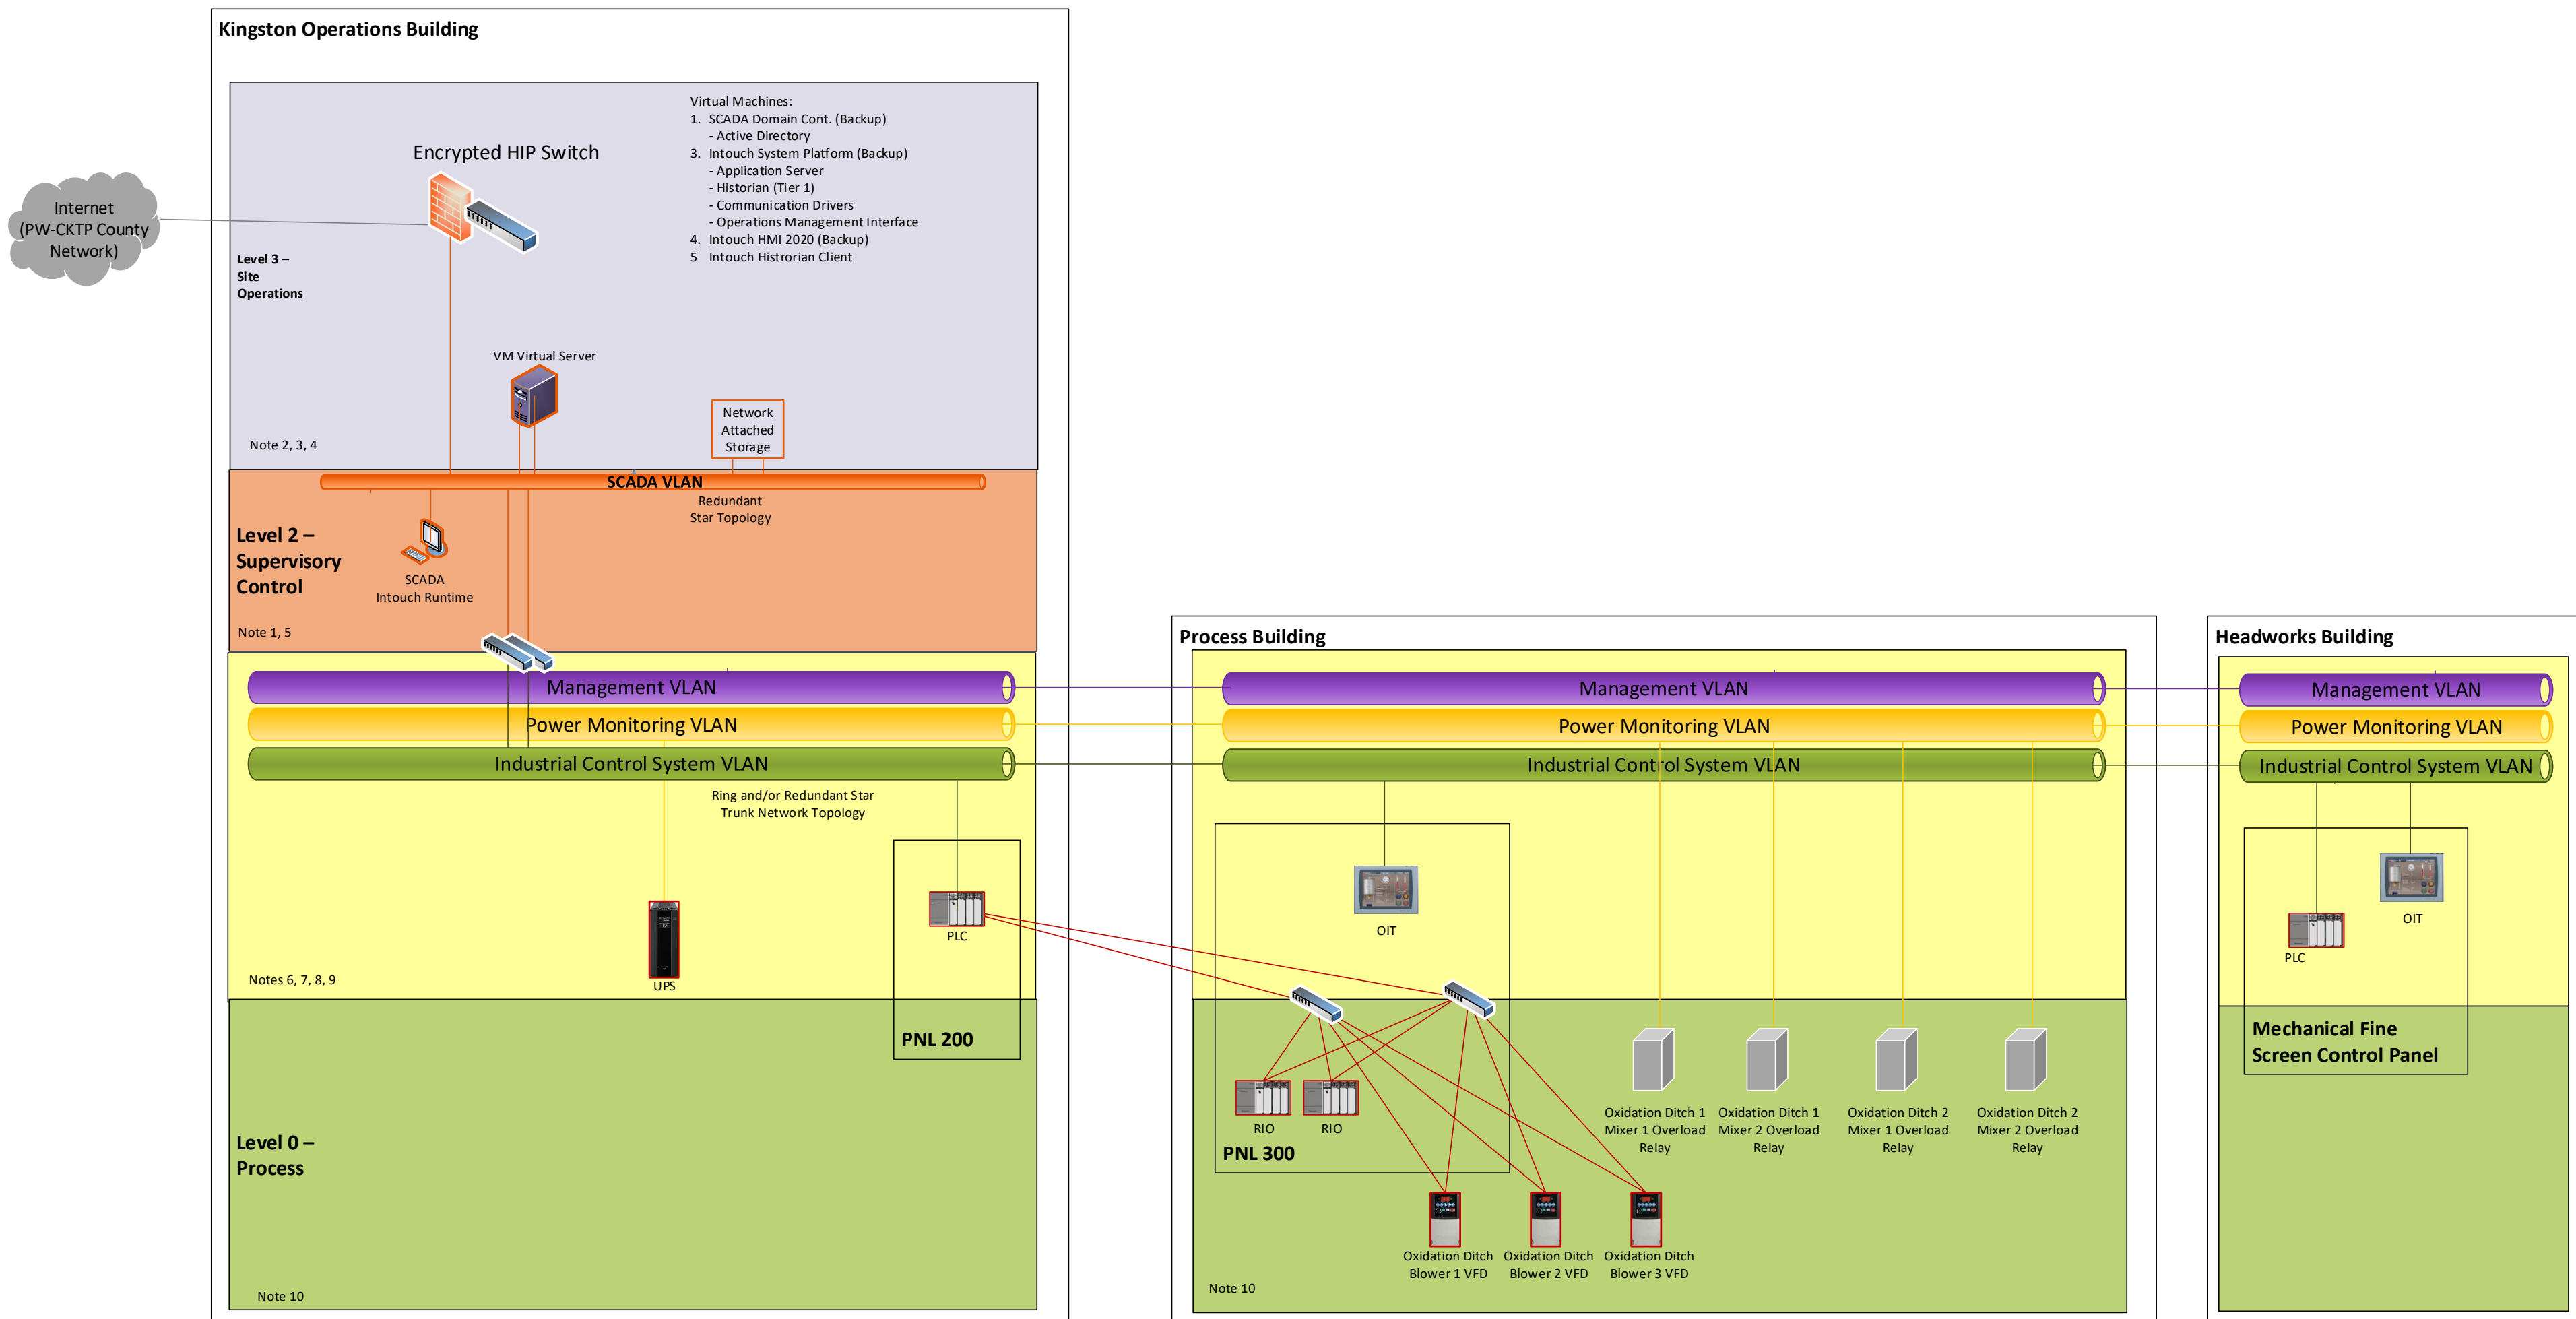 Kingston Operations Building
Internet
(PW-CKTP County
Network)
Encrypted HIP Switch
Virtual Machines:
1. SCADA Domain Cont. (Backup)
- Active Directory
3. Intouch System Platform (Backup)
- Application Server
- Historian (Tier 1)
- Communication Drivers
- Operations Management Interface
4. Intouch HMI 2020 (Backup)
5 Intouch Histrorian Client
Level 3 –
Site
Operations
VM Virtual Server
Network
Attached
Storage
Note 2, 3, 4
SCADA VLAN
Redundant
Star Topology
Level 2 –
Supervisory
Control
SCADA
Intouch Runtime
Note 1, 5
Management VLAN
Power Monitoring VLAN
Industrial Control System VLAN
Ring and/or Redundant Star
Trunk Network Topology
PLC
UPS
Notes 6, 7, 8, 9
PNL 200
Level 0 –
Process
Note 10
Process Building
Management VLAN
Power Monitoring VLAN
Industrial Control System VLAN
OIT
RIO
RIO
PNL 300
Oxidation Ditch 1
Mixer 1 Overload
Relay
Oxidation Ditch 1
Mixer 2 Overload
Relay
Oxidation Ditch 2
Mixer 1 Overload
Relay
Oxidation Ditch 2
Mixer 2 Overload
Relay
Oxidation Ditch
Blower 1 VFD
Oxidation Ditch
Blower 2 VFD
Oxidation Ditch
Blower 3 VFD
Note 10
Headworks Building
Management VLAN
Power Monitoring VLAN
Industrial Control System VLAN
OIT
PLC
Mechanical Fine
Screen Control Panel